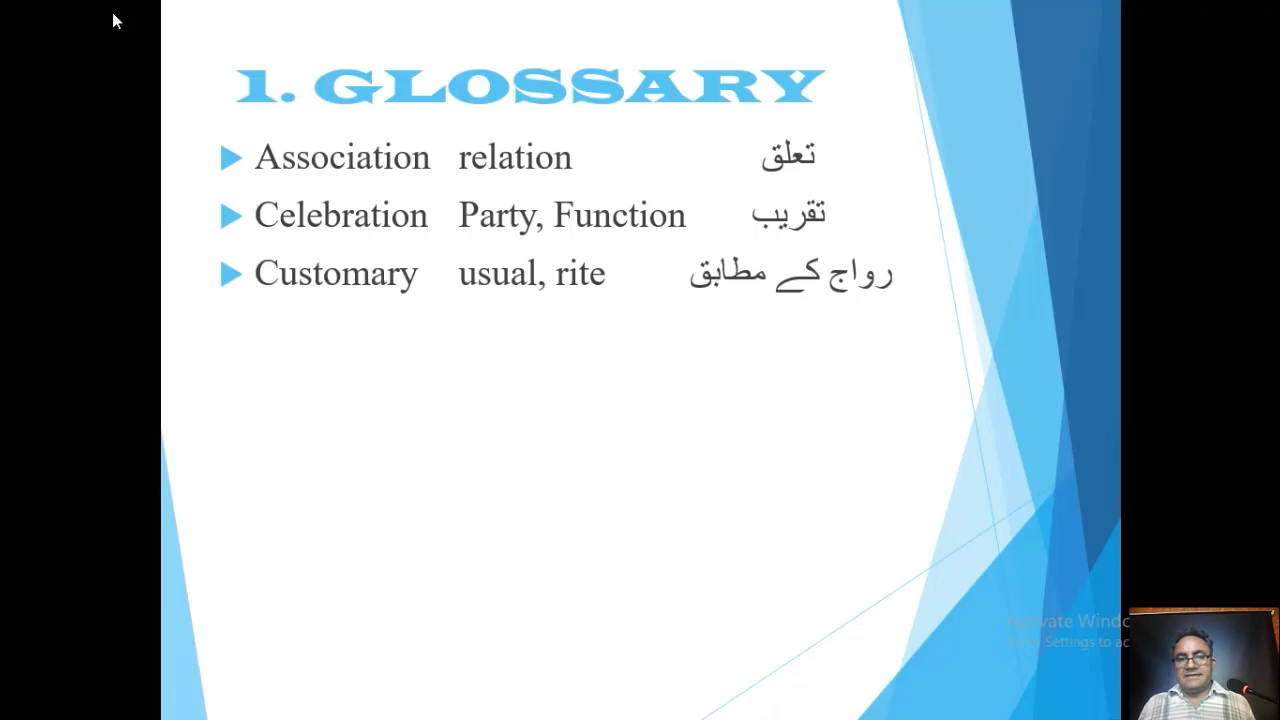 1. GLOSSARY
Association relation تعلق
Celebration Party, Function تقریب
Customary usual, rite رواج کے مطابق
Activate Windo
Settings to ac